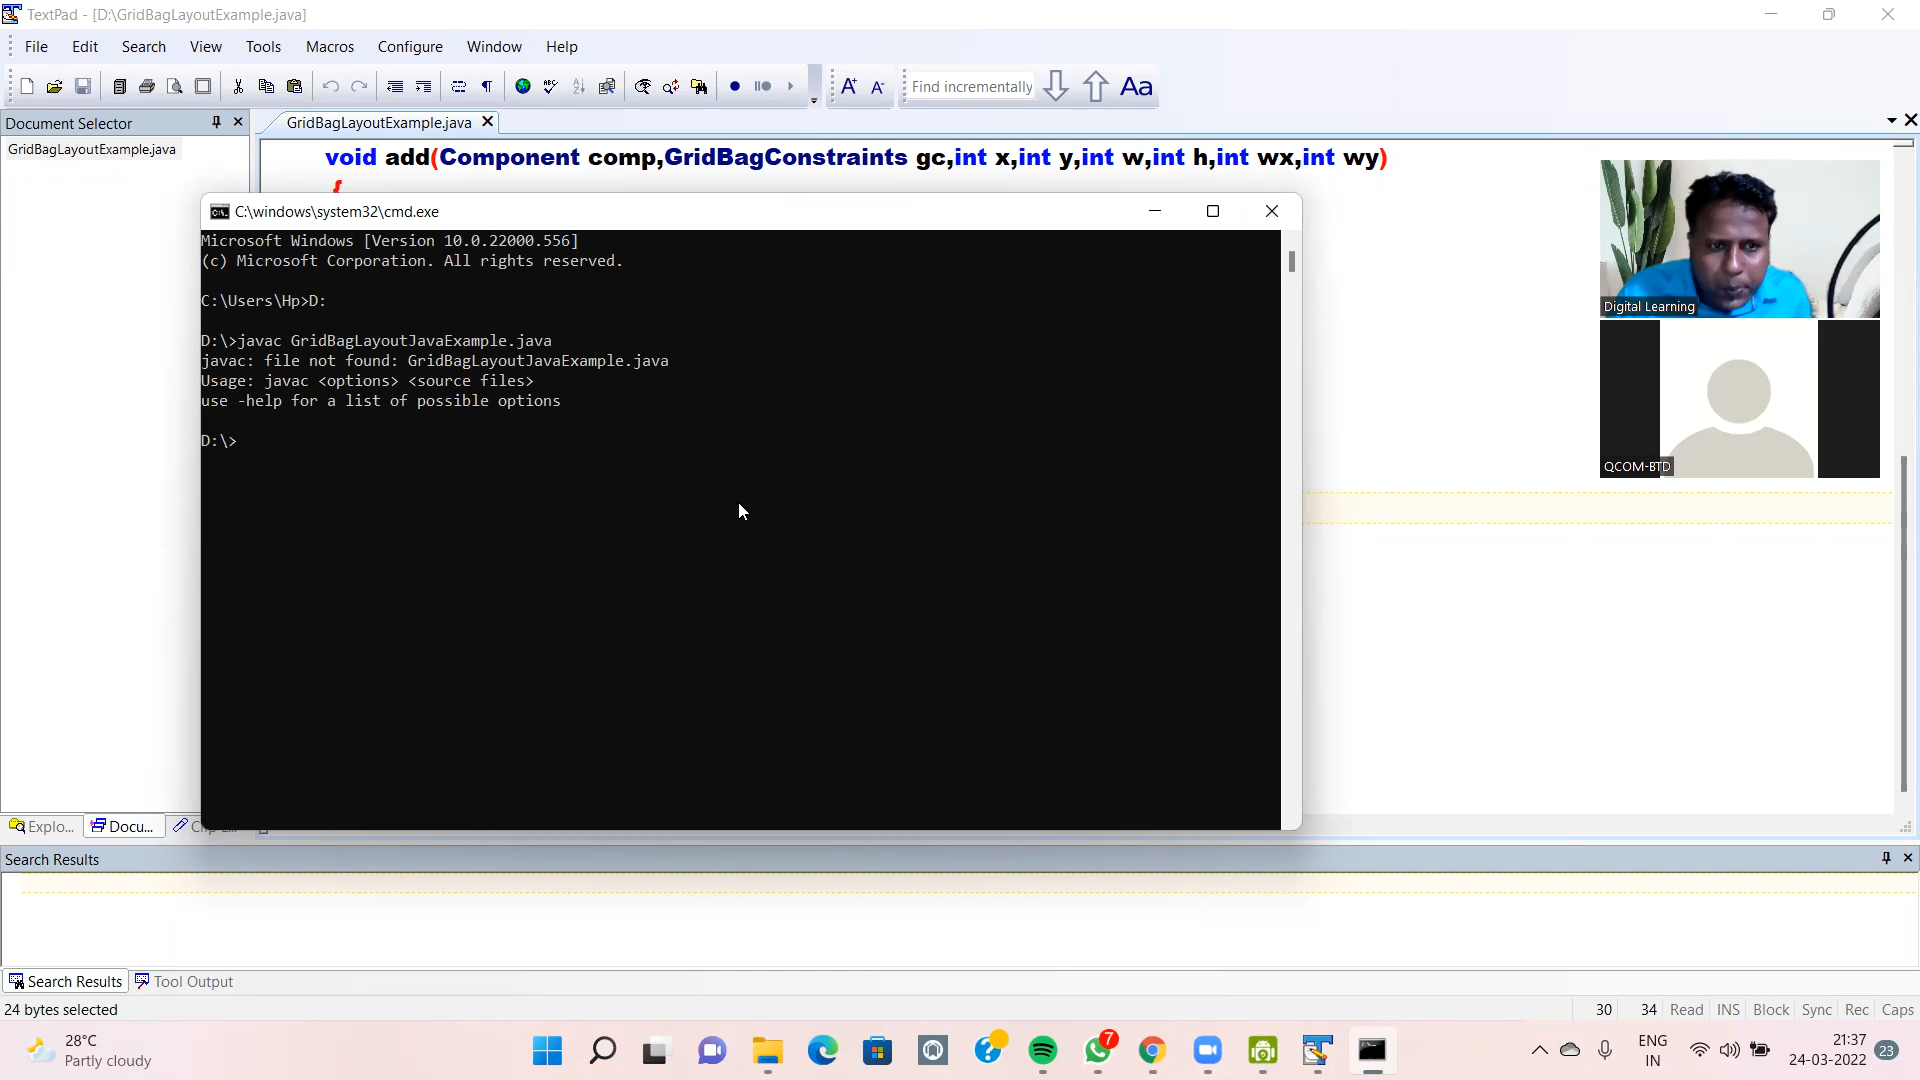 TextPad - [D:\GridBagLayoutExample.java]
File Edit Search View Tools Macros Configure Window Help
Find incrementally
Aa
Document Selector
GridBagLayoutExample.java
GridBagLayoutExample.java
void add(Component comp,GridBagConstraints gc,int x,int y,int w,int h,int wx,int wy)
{
C:\windows\system32\cmd.exe
Microsoft Windows [Version 10.0.22000.556]
(c) Microsoft Corporation. All rights reserved.
C:\Users\Hp>D:
D:\>javac GridBagLayoutJavaExample.java
javac: file not found: GridBagLayoutJavaExample.java
Usage: javac <options> <source files>
use -help for a list of possible options
D:\>
Digital Learning
QCOM-BTD
Explo... Docu...
Search Results
Search Results Tool Output
24 bytes selected
30 34 Read INS Block Sync Rec Caps
28°C
Partly cloudy
7
ENG
IN
21:37
24-03-2022
23